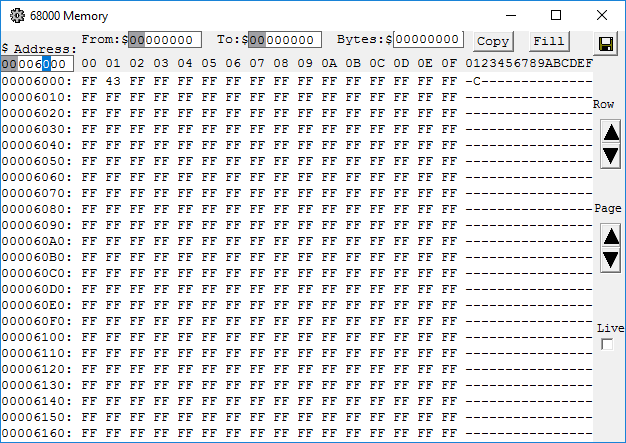 68000 Memory
From:$00000000 To:$00000000 Bytes:$00000000 Copy Fill
$ Address:
00006000 00 01 02 03 04 05 06 07 08 09 0A 0B 0C 0D 0E 0F 0123456789ABCDEF
00006000: FF 43 FF FF FF FF FF FF FF FF FF FF FF FF FF FF -C--------------
00006010: FF FF FF FF FF FF FF FF FF FF FF FF FF FF FF FF ----------------
00006020: FF FF FF FF FF FF FF FF FF FF FF FF FF FF FF FF ----------------
00006030: FF FF FF FF FF FF FF FF FF FF FF FF FF FF FF FF ----------------
00006040: FF FF FF FF FF FF FF FF FF FF FF FF FF FF FF FF ----------------
00006050: FF FF FF FF FF FF FF FF FF FF FF FF FF FF FF FF ----------------
00006060: FF FF FF FF FF FF FF FF FF FF FF FF FF FF FF FF ----------------
00006070: FF FF FF FF FF FF FF FF FF FF FF FF FF FF FF FF ----------------
00006080: FF FF FF FF FF FF FF FF FF FF FF FF FF FF FF FF ----------------
00006090: FF FF FF FF FF FF FF FF FF FF FF FF FF FF FF FF ----------------
000060A0: FF FF FF FF FF FF FF FF FF FF FF FF FF FF FF FF ----------------
000060B0: FF FF FF FF FF FF FF FF FF FF FF FF FF FF FF FF ----------------
000060C0: FF FF FF FF FF FF FF FF FF FF FF FF FF FF FF FF ----------------
000060D0: FF FF FF FF FF FF FF FF FF FF FF FF FF FF FF FF ----------------
000060E0: FF FF FF FF FF FF FF FF FF FF FF FF FF FF FF FF ----------------
000060F0: FF FF FF FF FF FF FF FF FF FF FF FF FF FF FF FF ----------------
00006100: FF FF FF FF FF FF FF FF FF FF FF FF FF FF FF FF ----------------
00006110: FF FF FF FF FF FF FF FF FF FF FF FF FF FF FF FF ----------------
00006120: FF FF FF FF FF FF FF FF FF FF FF FF FF FF FF FF ----------------
00006130: FF FF FF FF FF FF FF FF FF FF FF FF FF FF FF FF ----------------
00006140: FF FF FF FF FF FF FF FF FF FF FF FF FF FF FF FF ----------------
00006150: FF FF FF FF FF FF FF FF FF FF FF FF FF FF FF FF ----------------
00006160: FF FF FF FF FF FF FF FF FF FF FF FF FF FF FF FF ----------------
Row
Page
Live